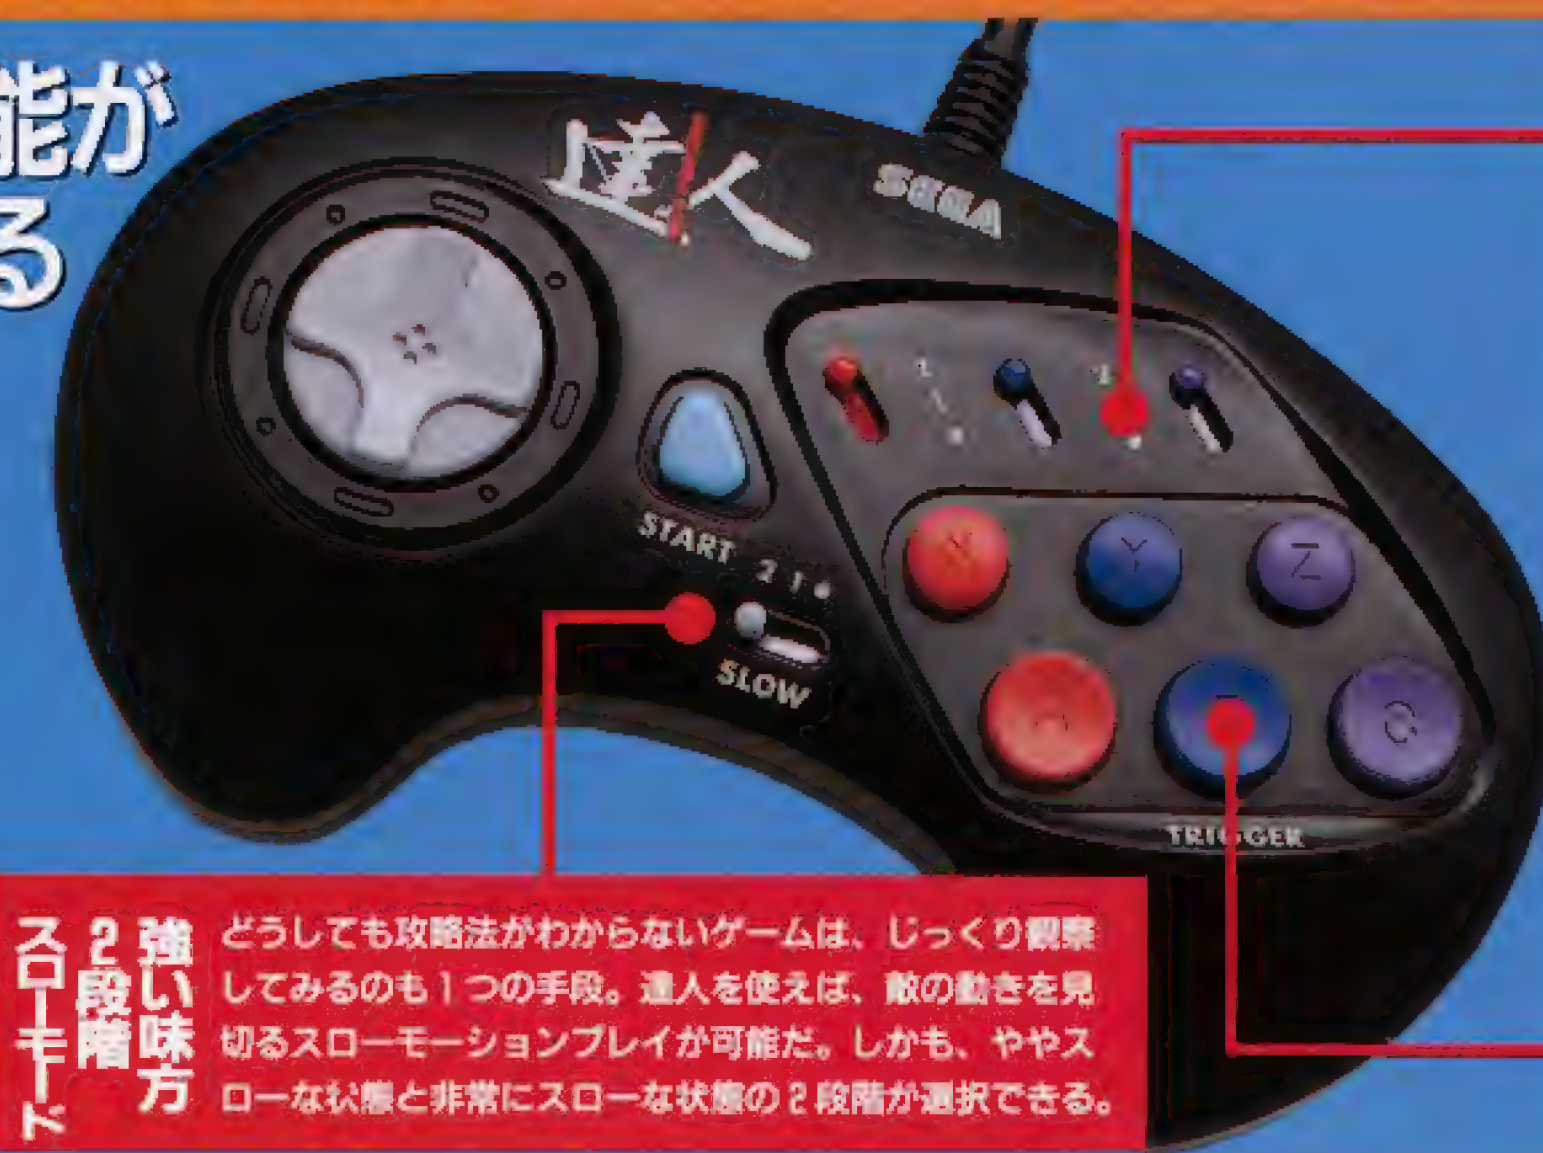 能が
る
達人
SEGA
START
2 1
SLOW
X Y Z
C
TRIGGER
強い味方
2段階
スローモード
どうしても攻略法がわからないゲームは、じっくり観察
してみるのも1つの手段。達人を使えば、敵の動きを見
切るスローモーションプレイが可能だ。しかも、ややス
ローな状態と非常にスローな状態の2段階が選択できる。